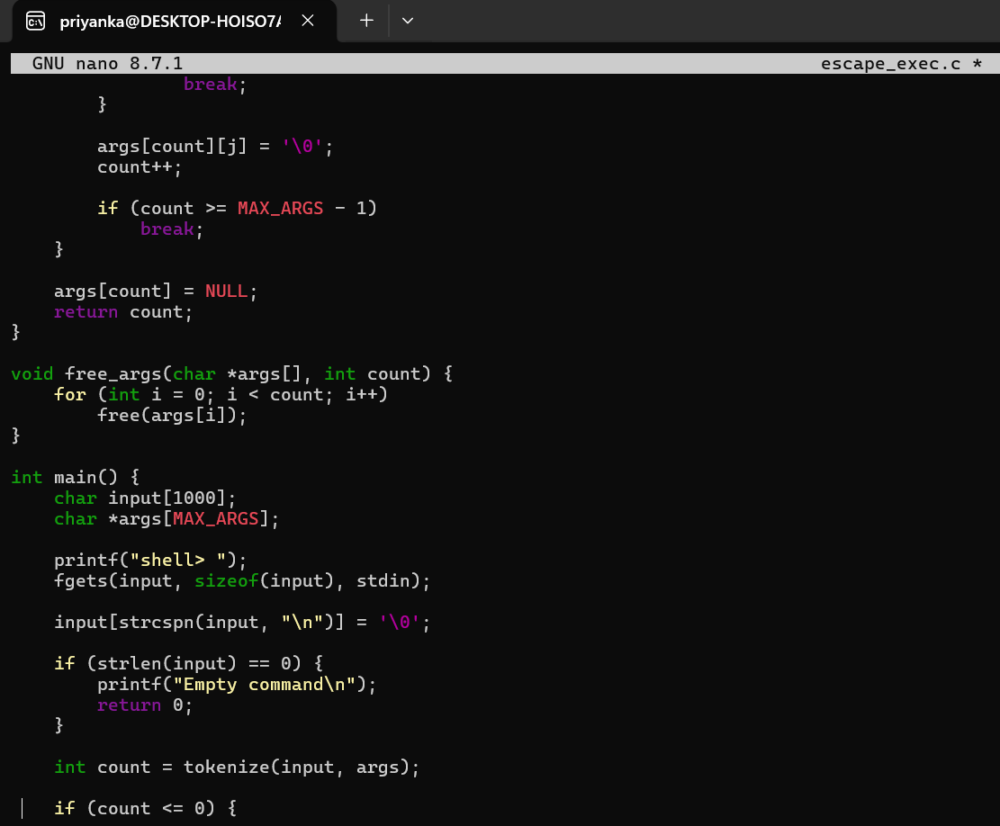 priyanka@DESKTOP-HOISO7
GNU nano 8.7.1 escape_exec.c *
                break;
        }

        args[count][j] = '\0';
        count++;

        if (count >= MAX_ARGS - 1)
            break;
    }

    args[count] = NULL;
    return count;
}

void free_args(char *args[], int count) {
    for (int i = 0; i < count; i++)
        free(args[i]);
}

int main() {
    char input[1000];
    char *args[MAX_ARGS];

    printf("shell> ");
    fgets(input, sizeof(input), stdin);

    input[strcspn(input, "\n")] = '\0';

    if (strlen(input) == 0) {
        printf("Empty command\n");
        return 0;
    }

    int count = tokenize(input, args);

    if (count <= 0) {